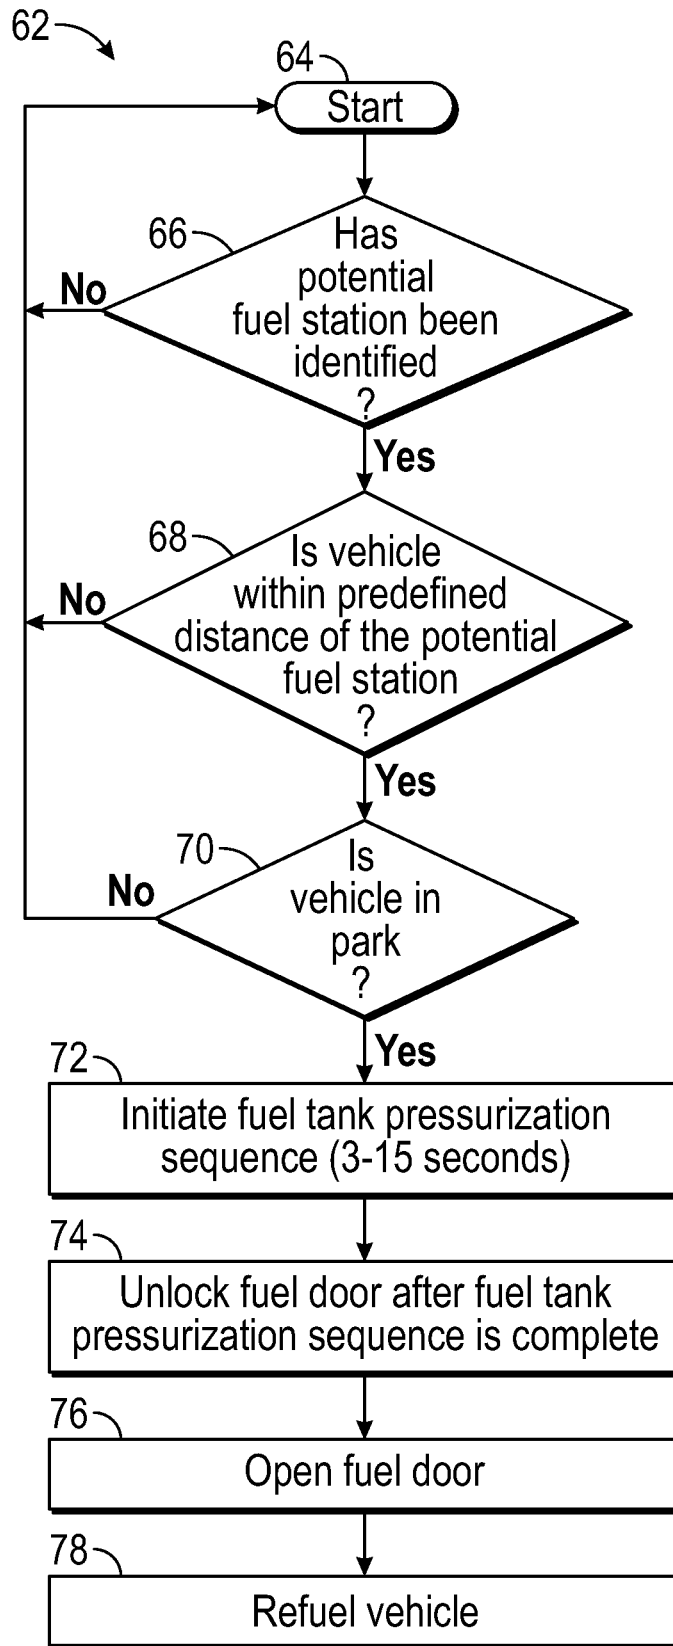 62
64
Start
66
Has
potential
fuel station been
identified
?
No
Yes
68
Is vehicle
within predefined
distance of the potential
fuel station
?
No
Yes
70
Is
vehicle in
park
?
No
Yes
72
Initiate fuel tank pressurization
sequence (3-15 seconds)
74
Unlock fuel door after fuel tank
pressurization sequence is complete
76
Open fuel door
78
Refuel vehicle